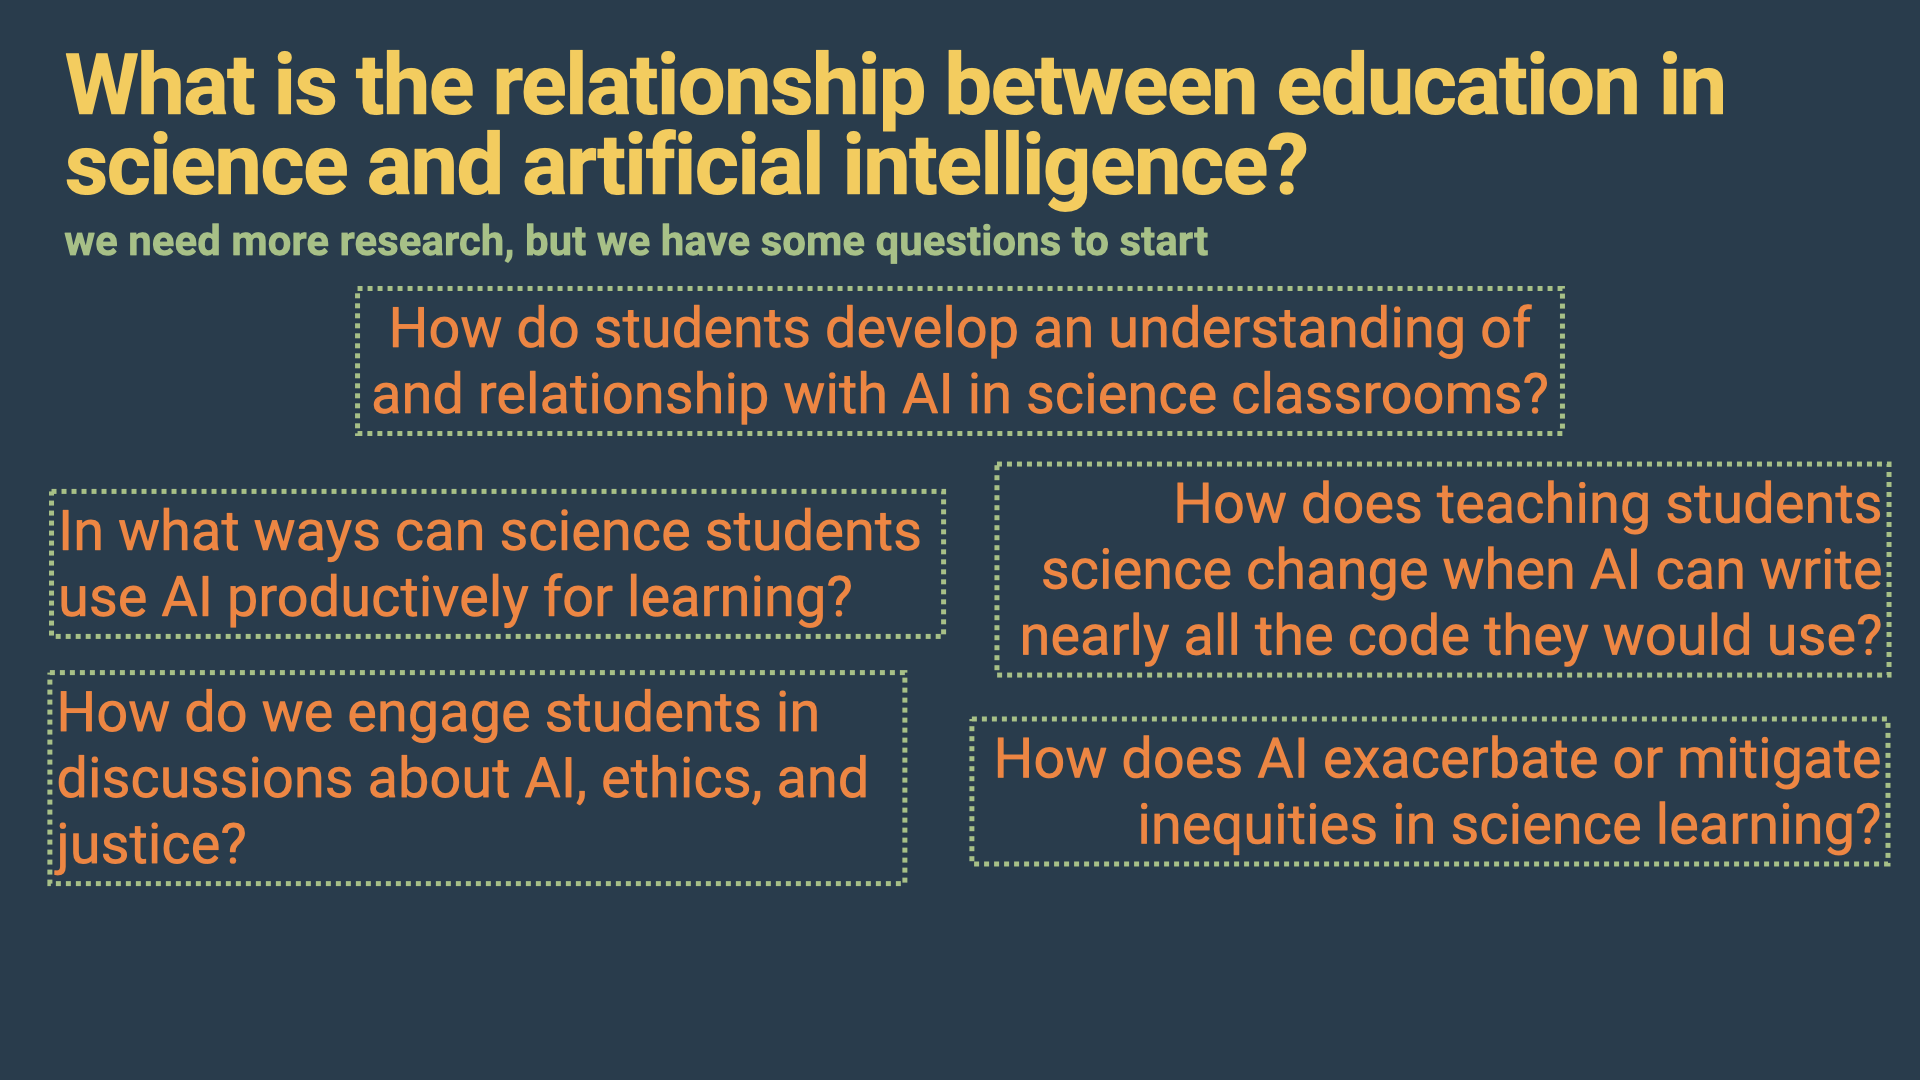 What is the relationship between education in
science and artificial intelligence?
we need more research, but we have some questions to start
How do students develop an understanding of
and relationship with AI in science classrooms?
In what ways can science students
use AI productively for learning?
How does teaching students
science change when AI can write
nearly all the code they would use?
How do we engage students in
discussions about AI, ethics, and
justice?
How does AI exacerbate or mitigate
inequities in science learning?